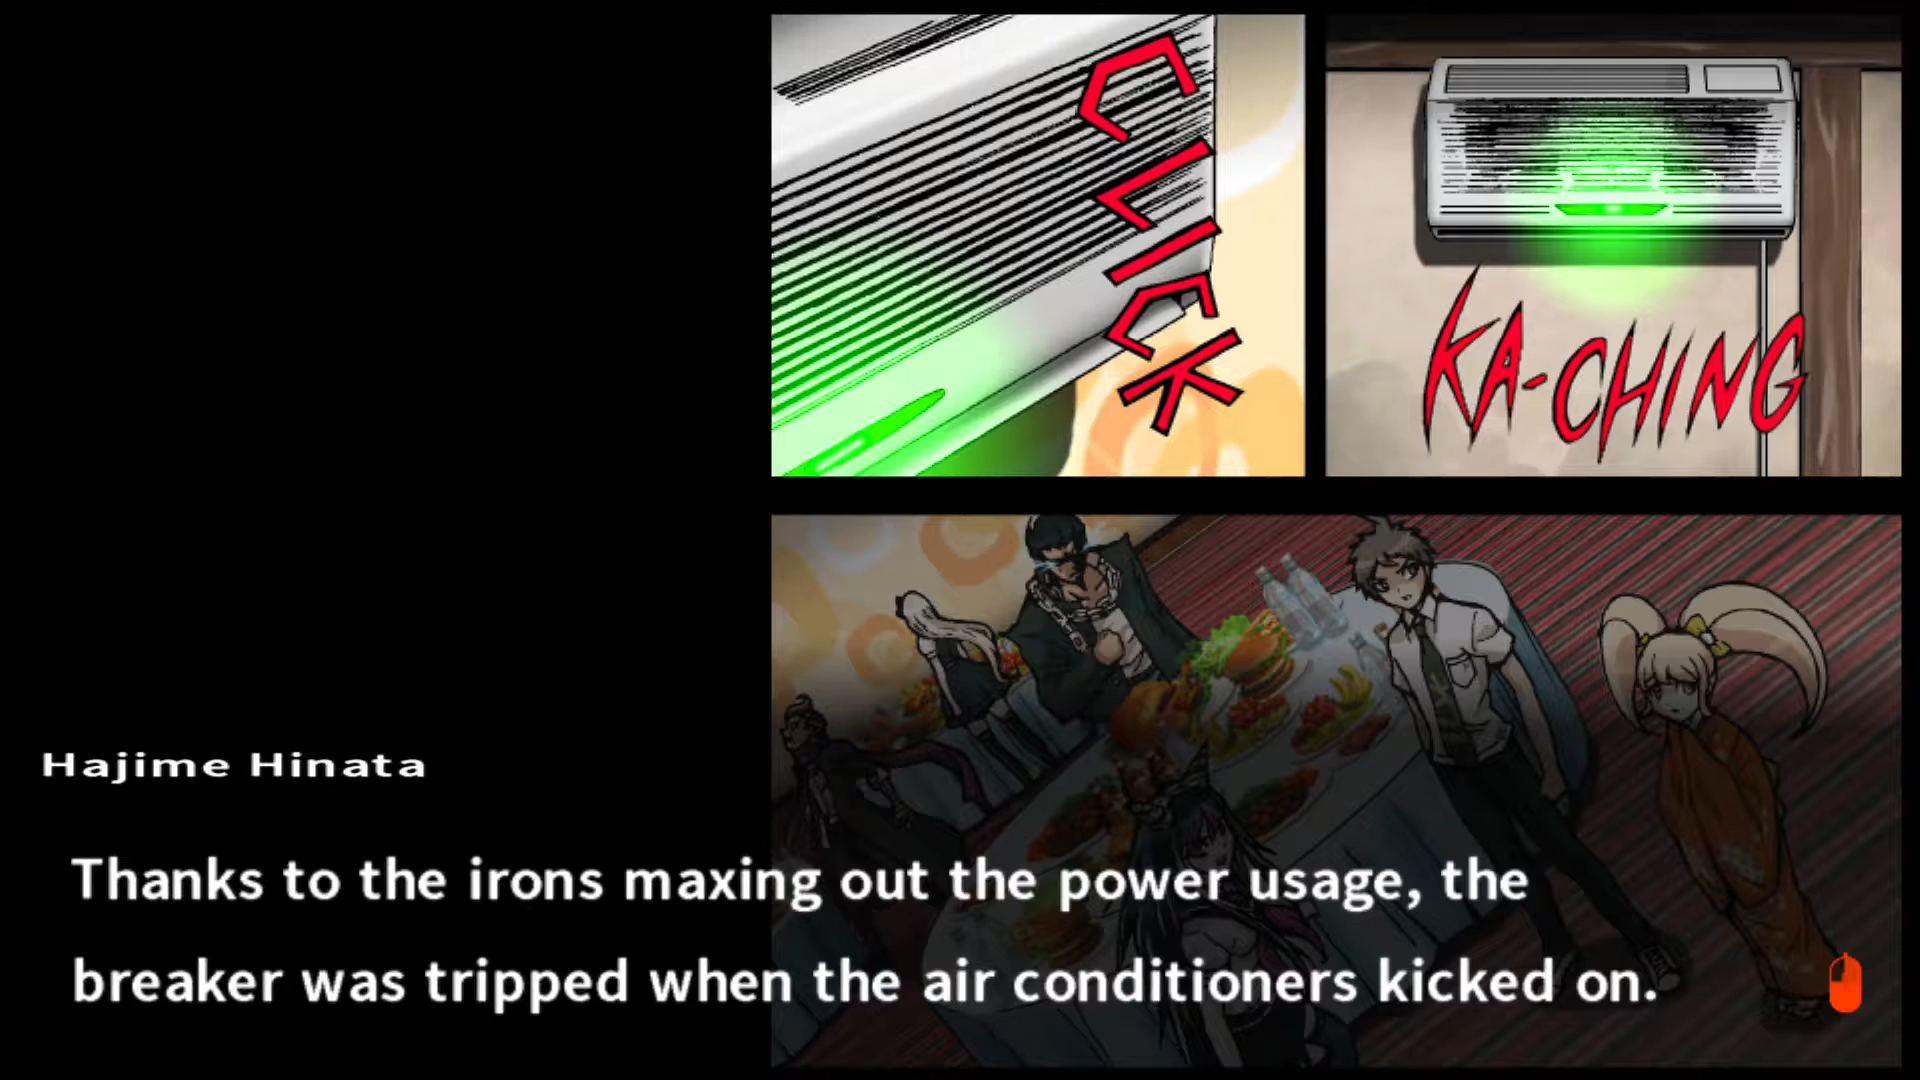 CLICK
KA-CHING
Hajime Hinata
Thanks to the irons maxing out the power usage, the
breaker was tripped when the air conditioners kicked on.